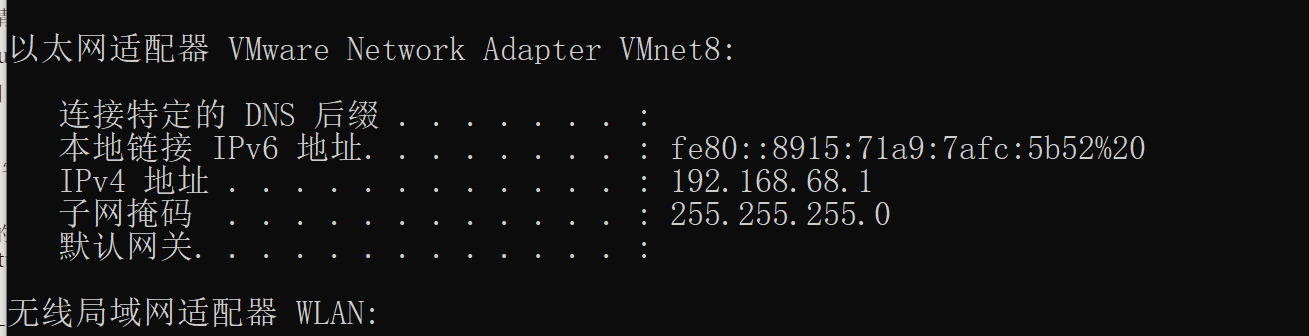 以太网适配器 VMware Network Adapter VMnet8:
连接特定的 DNS 后缀 . . . . . . . :
本地链接 IPv6 地址. . . . . . . . : fe80::8915:71a9:7afc:5b52%20
IPv4 地址 . . . . . . . . . . . . : 192.168.68.1
子网掩码  . . . . . . . . . . . . : 255.255.255.0
默认网关. . . . . . . . . . . . . :
无线局域网适配器 WLAN: